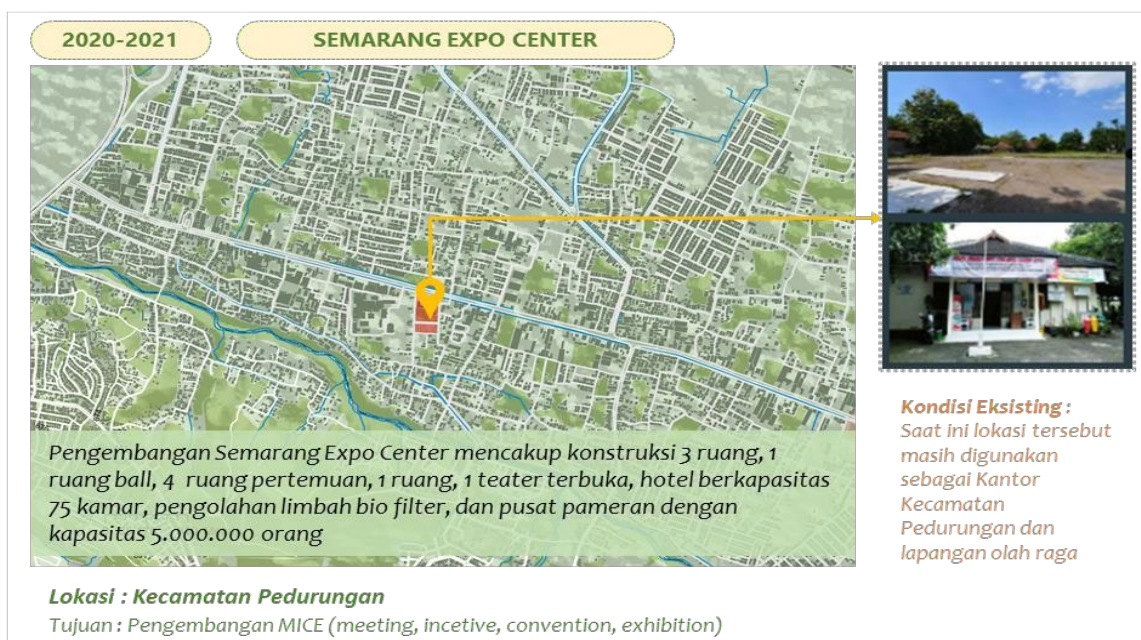 2020-2021
SEMARANG EXPO CENTER
Pengembangan Semarang Expo Center mencakup konstruksi 3 ruang, 1
ruang ball, 4 ruang pertemuan, 1 ruang, 1 teater terbuka, hotel berkapasitas
75 kamar, pengolahan limbah bio filter, dan pusat pameran dengan
kapasitas 5.000.000 orang
Kondisi Eksisting :
Saat ini lokasi tersebut
masih digunakan
sebagai Kantor
Kecamatan
Pedurungan dan
lapangan olah raga
Lokasi : Kecamatan Pedurungan
Tujuan : Pengembangan MICE (meeting, incetive, convention, exhibition)